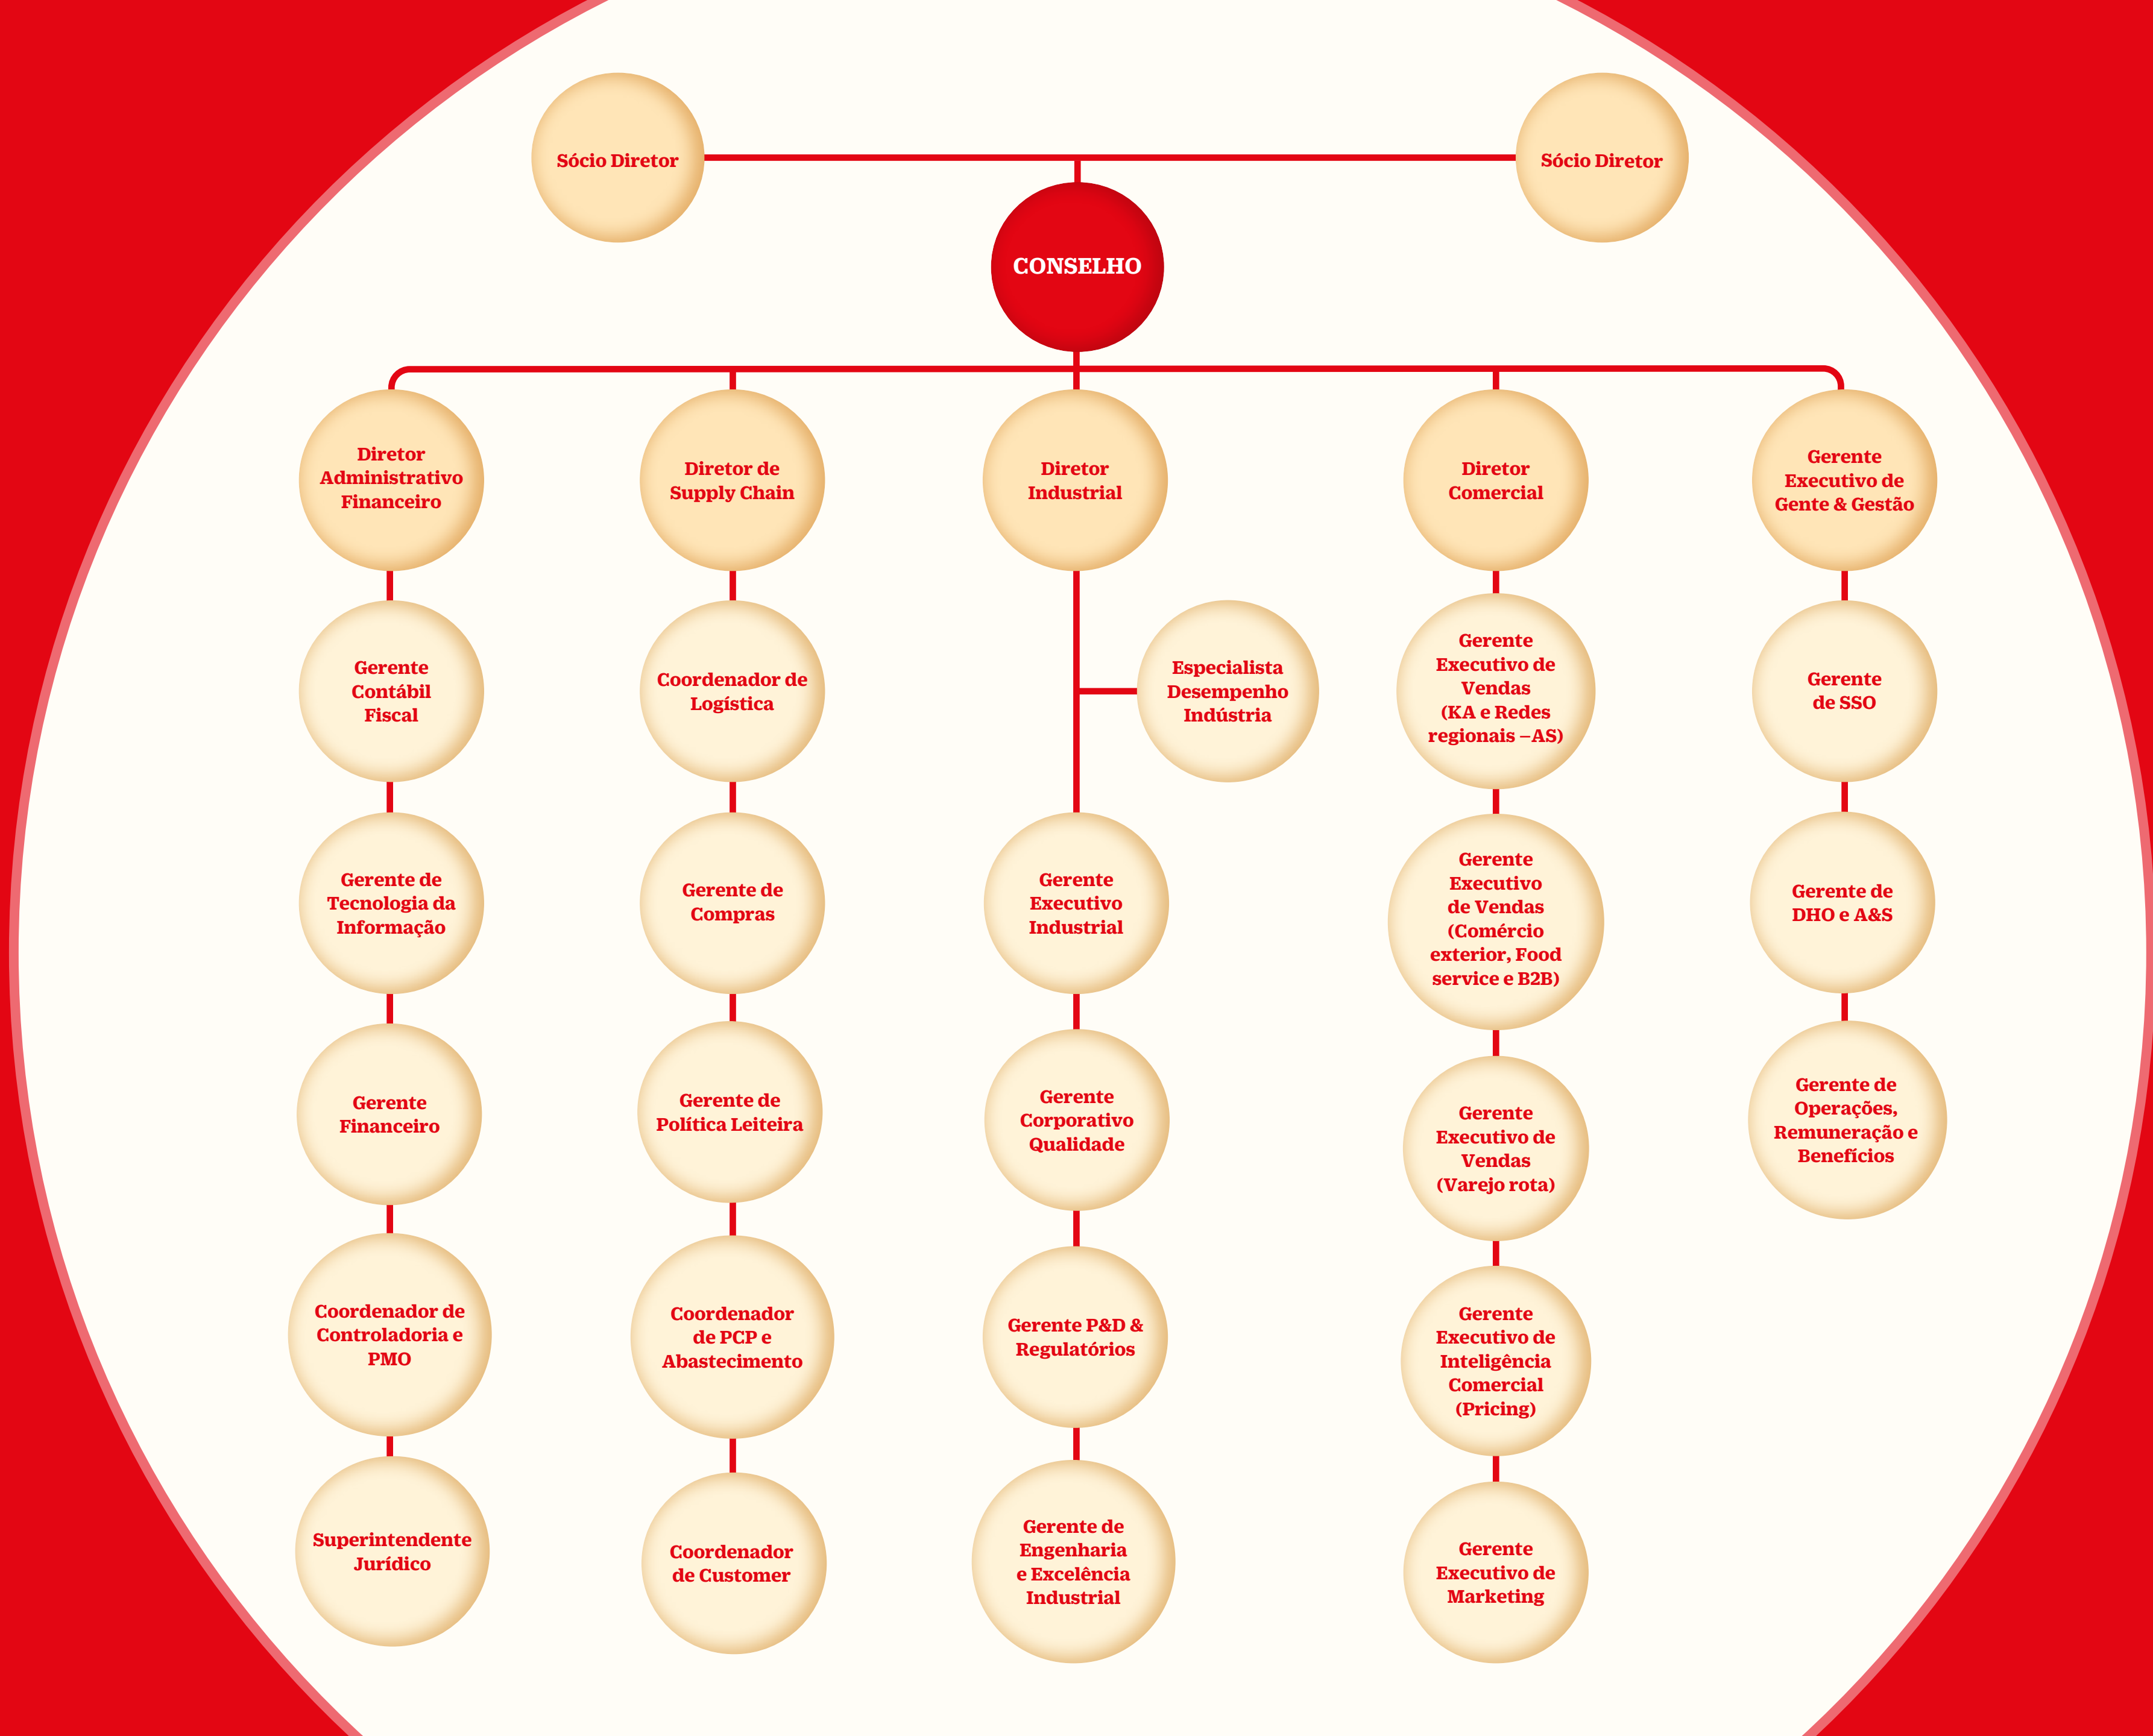 Sócio Diretor
Sócio Diretor
CONSELHO
Diretor
Administrativo
Financeiro
Diretor de
Supply Chain
Diretor
Industrial
Diretor
Comercial
Gerente
Executivo de
Gente & Gestão
Gerente
Contábil
Fiscal
Coordenador de
Logística
Especialista
Desempenho
Indústria
Gerente
Executivo de
Vendas
(KA e Redes
regionais –AS)
Gerente
de SSO
Gerente de
Tecnologia da
Informação
Gerente de
Compras
Gerente
Executivo
Industrial
Gerente
Executivo
de Vendas
(Comércio
exterior, Food
service e B2B)
Gerente de
DHO e A&S
Gerente
Financeiro
Gerente de
Política Leiteira
Gerente
Corporativo
Qualidade
Gerente
Executivo de
Vendas
(Varejo rota)
Gerente de
Operações,
Remuneração e
Benefícios
Coordenador de
Controladoria e
PMO
Coordenador
de PCP e
Abastecimento
Gerente P&D &
Regulatórios
Gerente
Executivo de
Inteligência
Comercial
(Pricing)
Superintendente
Jurídico
Coordenador
de Customer
Gerente de
Engenharia
e Excelência
Industrial
Gerente
Executivo de
Marketing